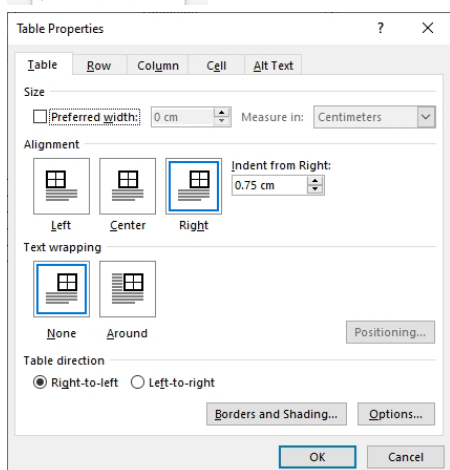 Table Properties ? ×
Table Row Column Cell Alt Text
Size
Preferred width: 0 cm Measure in: Centimeters
Alignment
Indent from Right:
0.75 cm
Left Center Right
Text wrapping
None Around Positioning...
Table direction
Right-to-left Left-to-right
Borders and Shading... Options...
OK Cancel